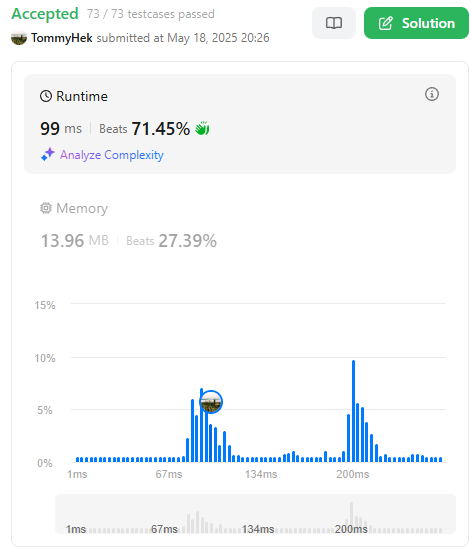 Accepted 73 / 73 testcases passed
TommyHek submitted at May 18, 2025 20:26
Solution
Runtime
99 ms Beats 71.45%
Analyze Complexity
Memory
13.96 MB Beats 27.39%
15%
10%
5%
0%
1ms 67ms 134ms 200ms
1ms 67ms 134ms 200ms